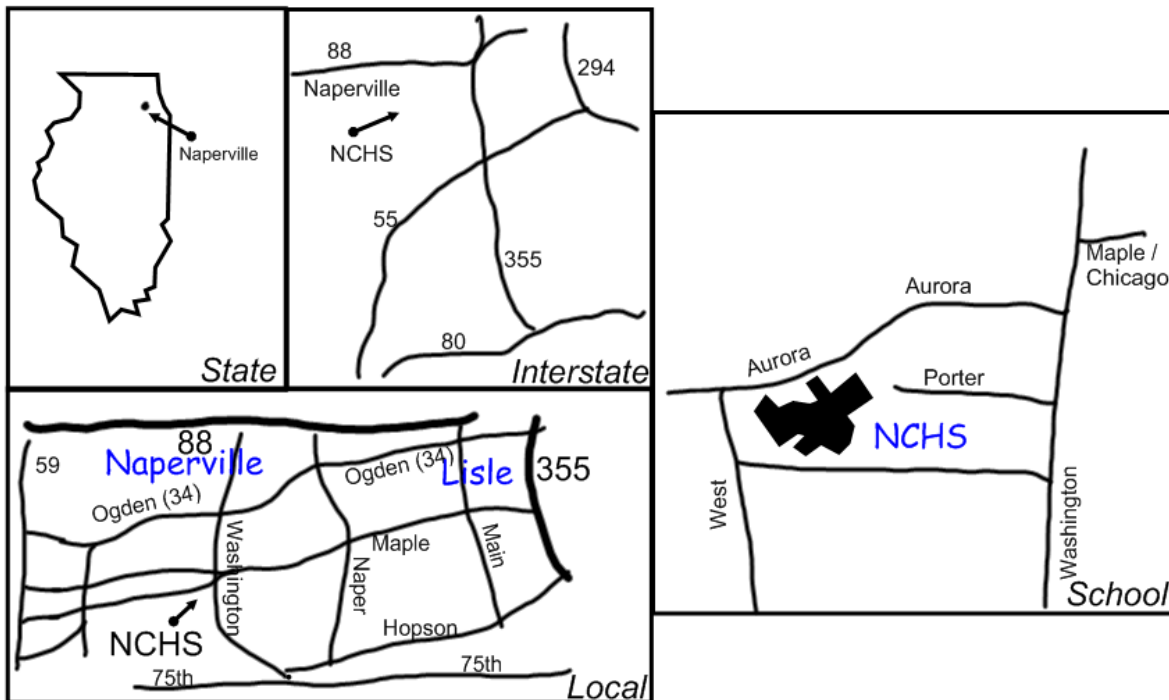 Naperville
State
88
Naperville
294
NCHS
55
355
80
Interstate
59
88
Naperville
Ogden (34)
Ogden (34)
Lisle
355
Washington
Maple
Naper
Main
NCHS
Hopson
75th
75th
Local
Maple /
Chicago
Aurora
Aurora
Porter
NCHS
West
Washington
School